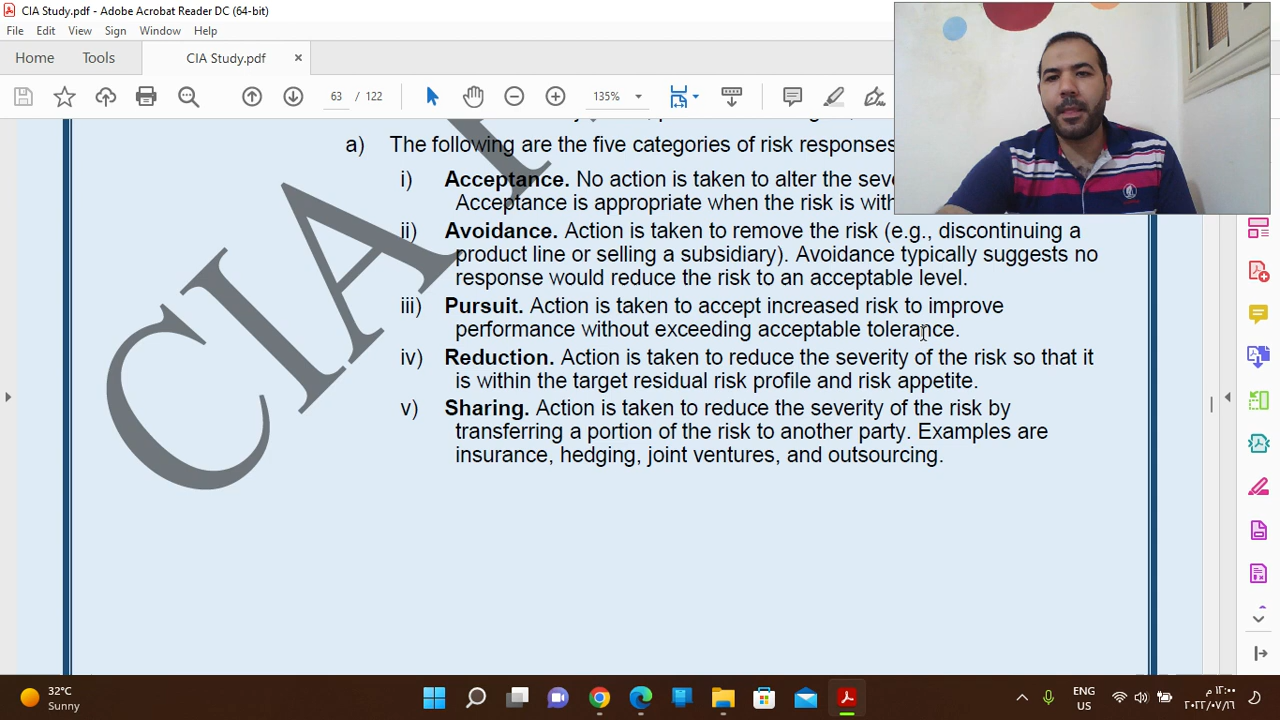 CIA Study.pdf - Adobe Acrobat Reader DC (64-bit)
File Edit View Sign Window Help
Home Tools CIA Study.pdf ×
63 / 122 135%
a) The following are the five categories of risk responses
i) Acceptance. No action is taken to alter the
Acceptance is appropriate when the risk is
ii) Avoidance. Action is taken to remove the risk (e.g., discontinuing a
product line or selling a subsidiary). Avoidance typically suggests no
response would reduce the risk to an acceptable level.
iii) Pursuit. Action is taken to accept increased risk to improve
performance without exceeding acceptable tolerance.
iv) Reduction. Action is taken to reduce the severity of the risk so that it
is within the target residual risk profile and risk appetite.
v) Sharing. Action is taken to reduce the severity of the risk by
transferring a portion of the risk to another party. Examples are
insurance, hedging, joint ventures, and outsourcing.
CIA
32°C
Sunny
ENG
US
١٢:٠٠ م
٢٠٢٢/٠٧/١٦